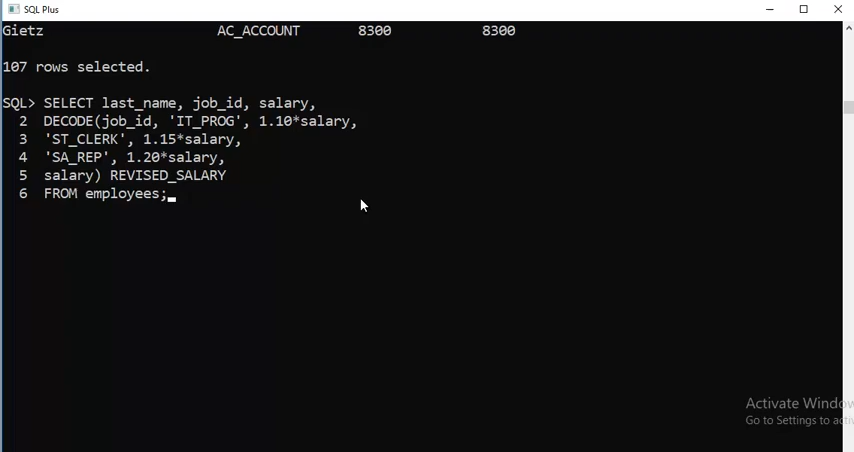 SQL Plus
Gietz AC_ACCOUNT 8300 8300
107 rows selected.
SQL> SELECT last_name, job_id, salary,
2 DECODE(job_id, 'IT_PROG', 1.10*salary,
3 'ST_CLERK', 1.15*salary,
4 'SA_REP', 1.20*salary,
5 salary) REVISED_SALARY
6 FROM employees;
Activate Window
Go to Settings to activ